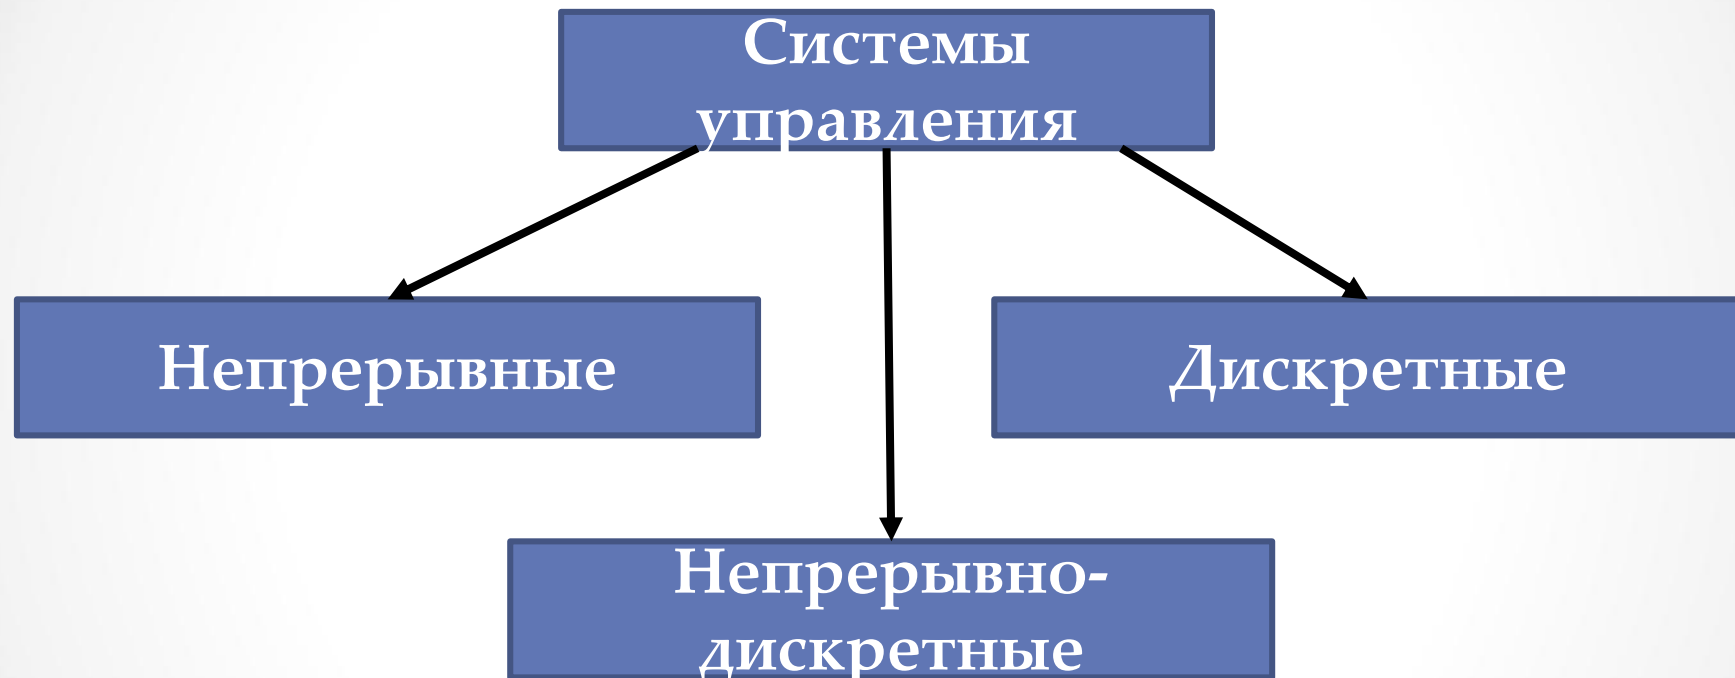 Системы
управления
Непрерывные
Дискретные
Непрерывно-
дискретные